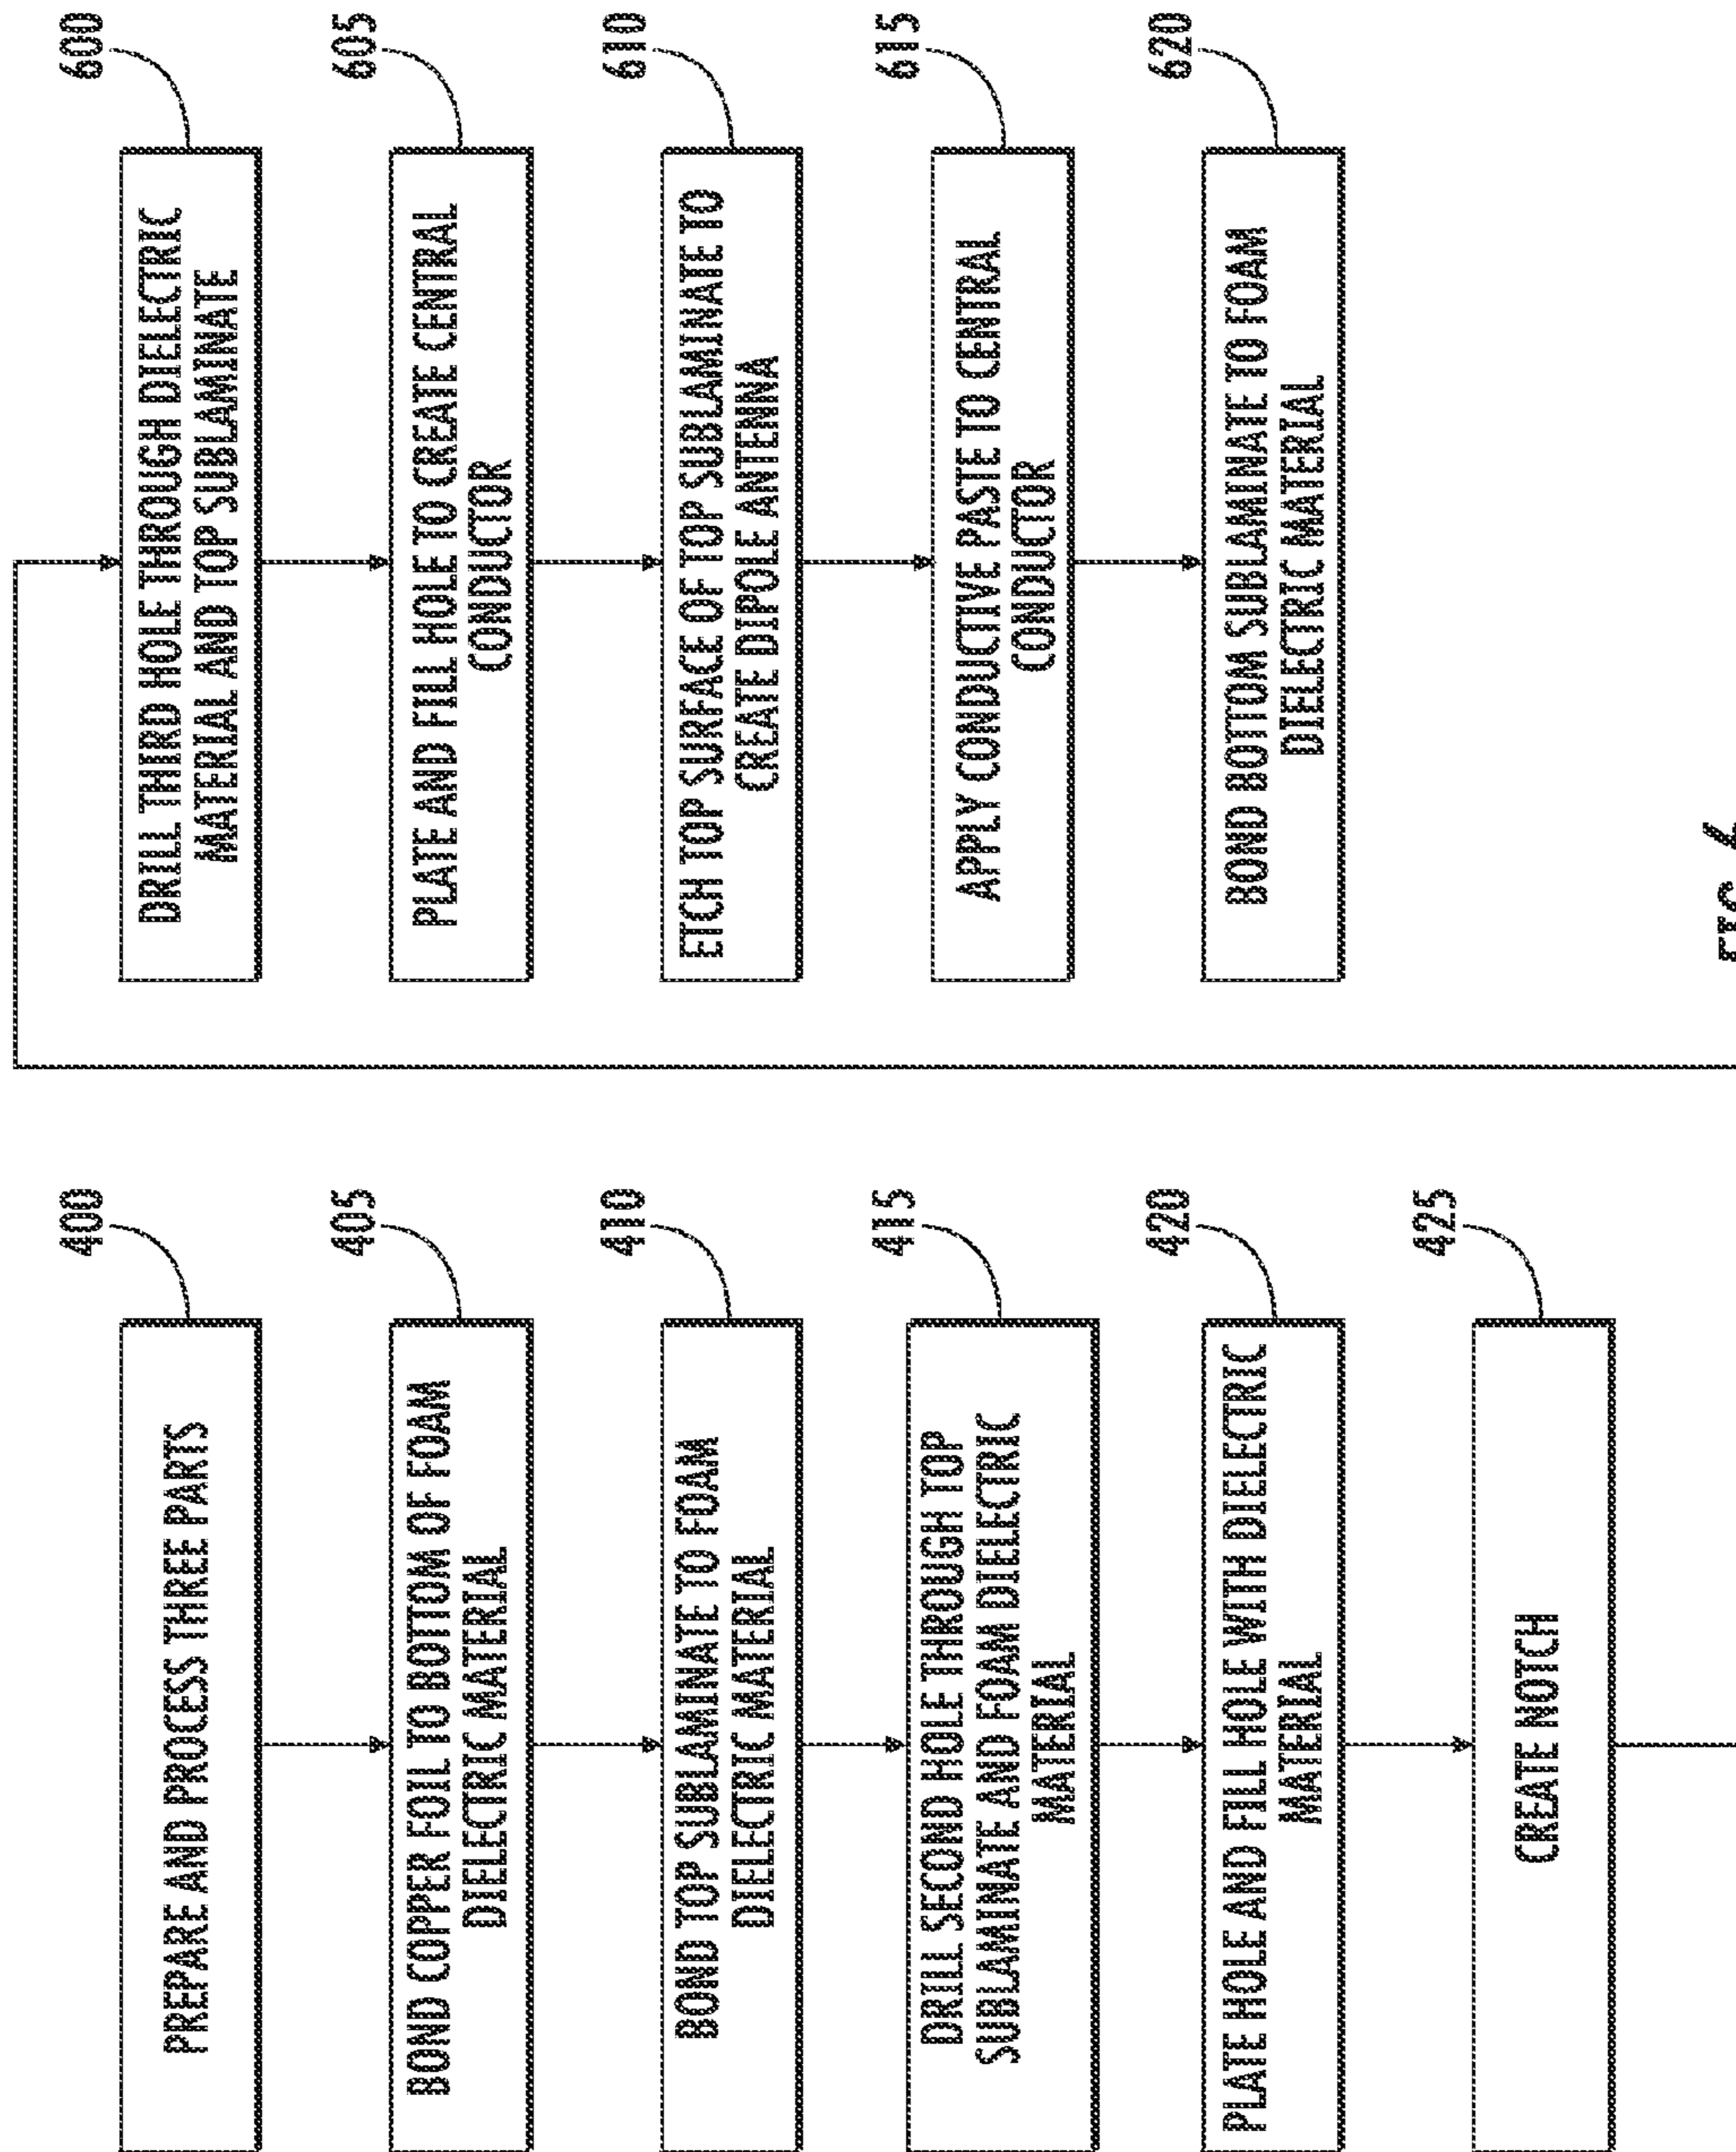 400
PREPARE AND PROCESS THREE PARTS
405
BOND COPPER FOIL TO BOTTOM OF FOAM
DIELECTRIC MATERIAL
410
BOND TOP SUBLAMINATE TO FOAM
DIELECTRIC MATERIAL
415
DRILL SECOND HOLE THROUGH TOP
SUBLAMINATE AND FOAM DIELECTRIC
MATERIAL
420
PLATE HOLE AND FILL HOLE WITH DIELECTRIC
MATERIAL
425
CREATE NOTCH
600
DRILL THIRD HOLE THROUGH DIELECTRIC
MATERIAL AND TOP SUBLAMINATE
605
PLATE AND FILL HOLE TO CREATE CENTRAL
CONDUCTOR
610
ETCH TOP SURFACE OF TOP SUBLAMINATE TO
CREATE DIPOLE ANTENNA
615
APPLY CONDUCTIVE PASTE TO CENTRAL
CONDUCTOR
620
BOND BOTTOM SUBLAMINATE TO FOAM
DIELECTRIC MATERIAL
FIG. 6